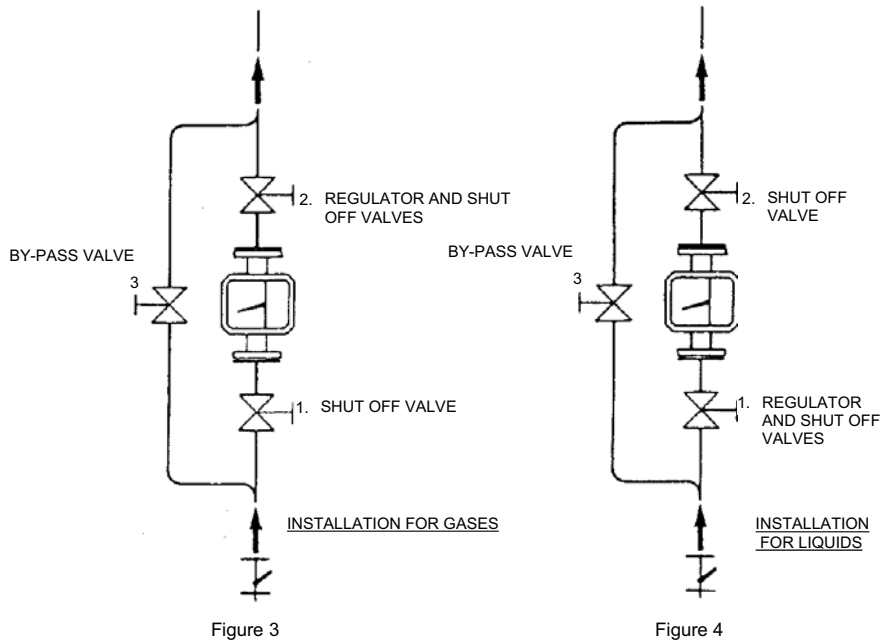 2. REGULATOR AND SHUT
OFF VALVES
BY-PASS VALVE
3
1. SHUT OFF VALVE
INSTALLATION FOR GASES
Figure 3
2. SHUT OFF
VALVE
BY-PASS VALVE
3
1. REGULATOR
AND SHUT OFF
VALVES
INSTALLATION
FOR LIQUIDS
Figure 4